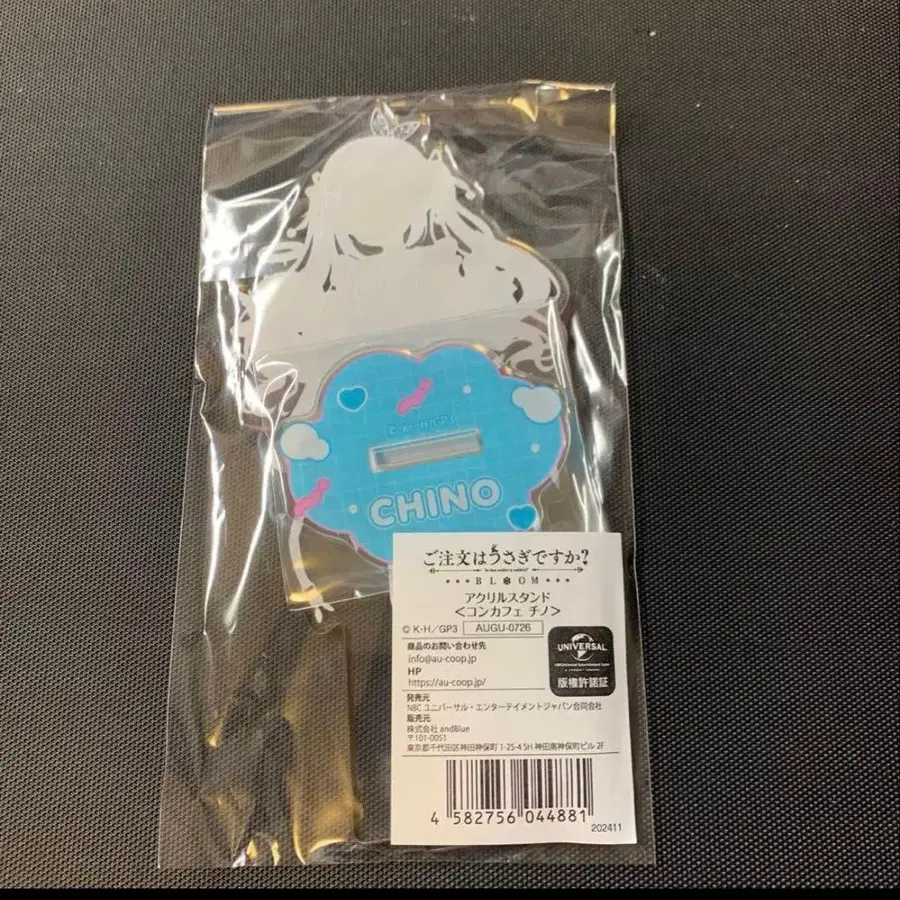 © K-H/GP3
CHINO
ご注文はうさぎですか?
BLOOM
アクリルスタンド
<コンカフェ チノ>
© K-H/GP3 AUGU-0726
商品のお問い合わせ先
info@au-coop.jp
HP
https://au-coop.jp/
UNIVERSAL
版権許諾証
発売元
NBC ユニバーサル・エンターテイメントジャパン合同会社
販売元
株式会社 andBlue
〒101-0051
東京都千代田区神田神保町 1-25-4.5H 神田南神保町ビル 2F
4 582756 044881
202411